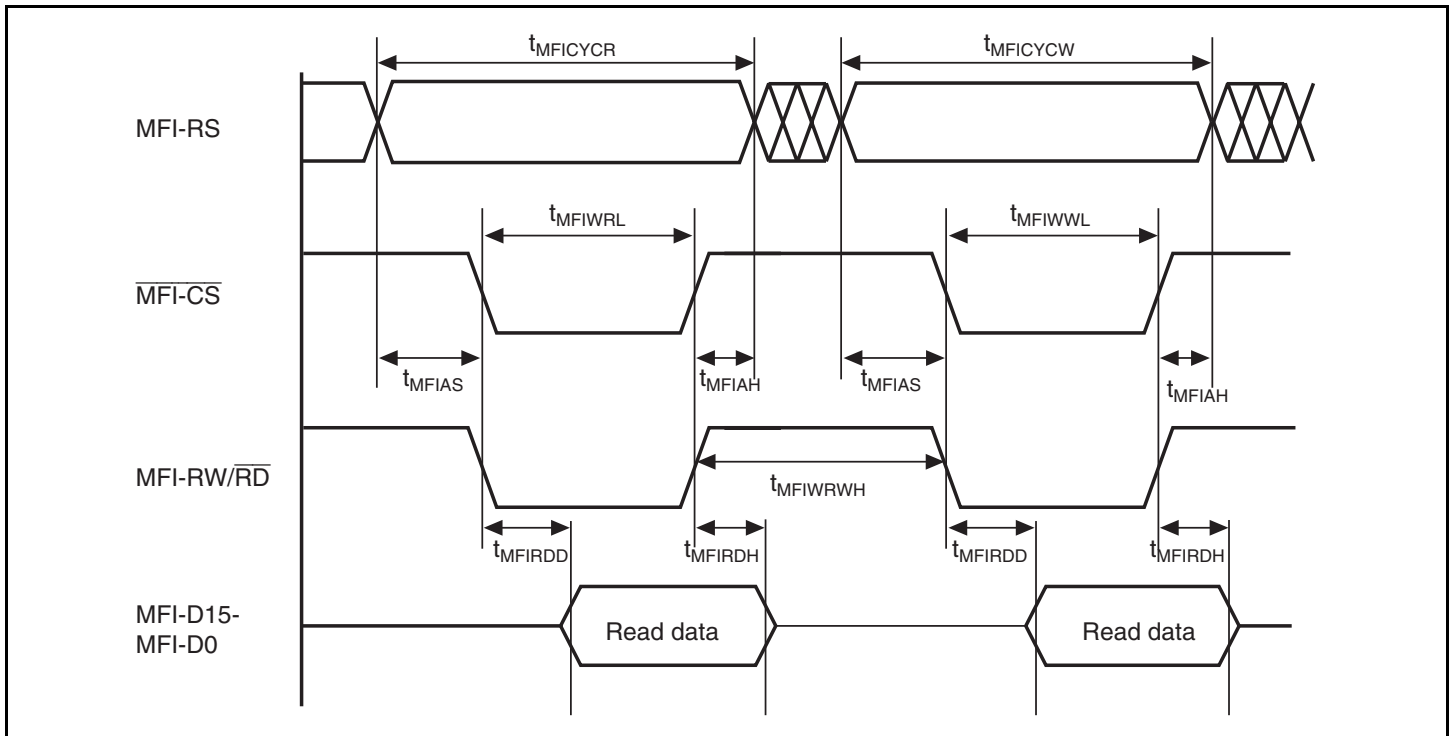 tMFICYCR
tMFICYCW
MFI-RS
tMFIWRL
tMFIWWL
MFI-CS
tMFIAS
tMFIAH
tMFIAS
tMFIAH
MFI-RW/RD
tMFIWRWH
tMFIRDD
tMFIRDH
tMFIRDD
tMFIRDH
MFI-D15-
MFI-D0
Read data
Read data